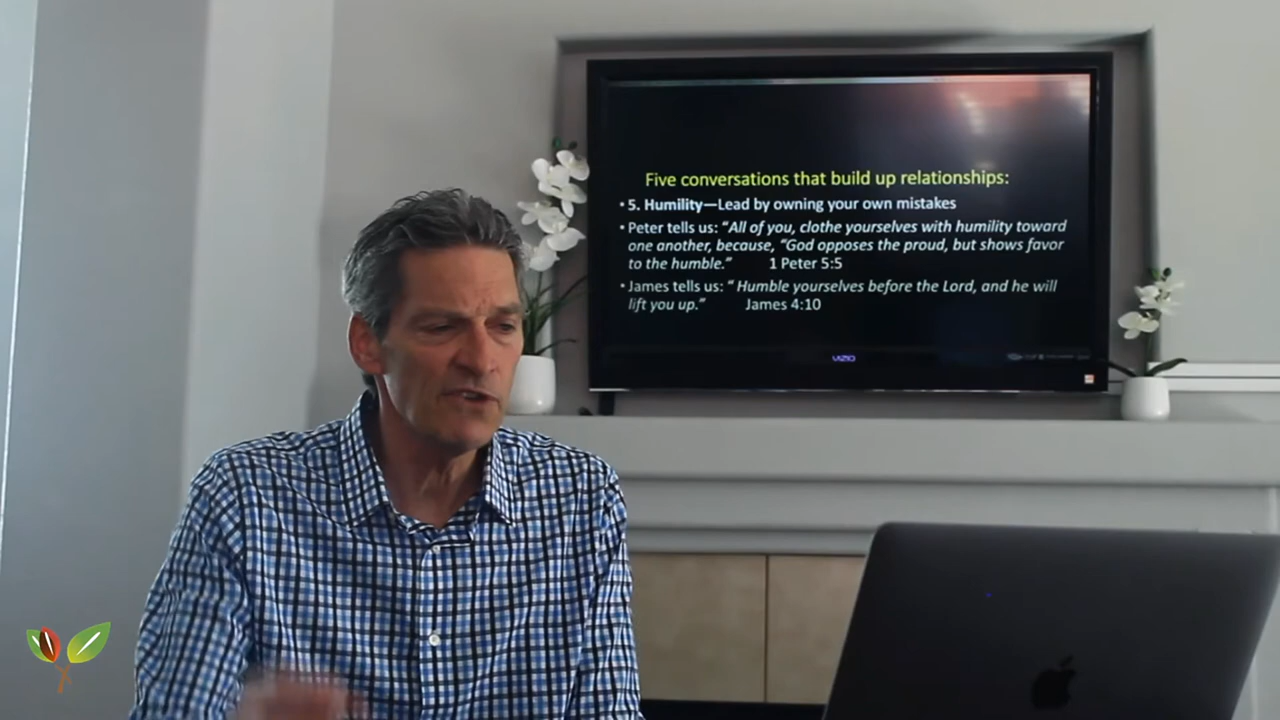 Five conversations that build up relationships:
• 5. Humility—Lead by owning your own mistakes
• Peter tells us: “All of you, clothe yourselves with humility toward
one another, because, “God opposes the proud, but shows favor
to the humble.” 1 Peter 5:5
• James tells us: “ Humble yourselves before the Lord, and he will
lift you up.” James 4:10
VIZIO